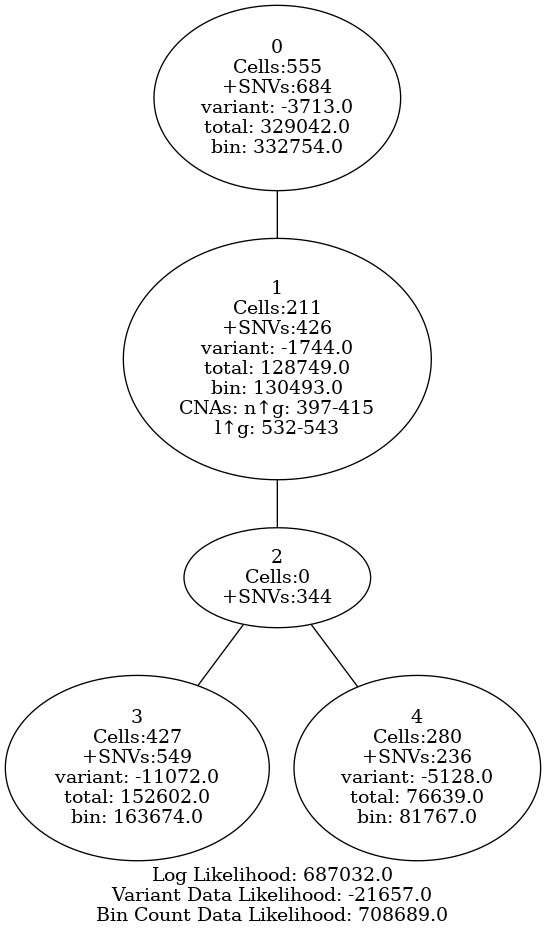 0
Cells:555
+SNVs:684
variant: -3713.0
total: 329042.0
bin: 332754.0
1
Cells:211
+SNVs:426
variant: -1744.0
total: 128749.0
bin: 130493.0
CNAs: n↑g: 397-415
l↑g: 532-543
2
Cells:0
+SNVs:344
3
Cells:427
+SNVs:549
variant: -11072.0
total: 152602.0
bin: 163674.0
4
Cells:280
+SNVs:236
variant: -5128.0
total: 76639.0
bin: 81767.0
Log Likelihood: 687032.0
Variant Data Likelihood: -21657.0
Bin Count Data Likelihood: 708689.0